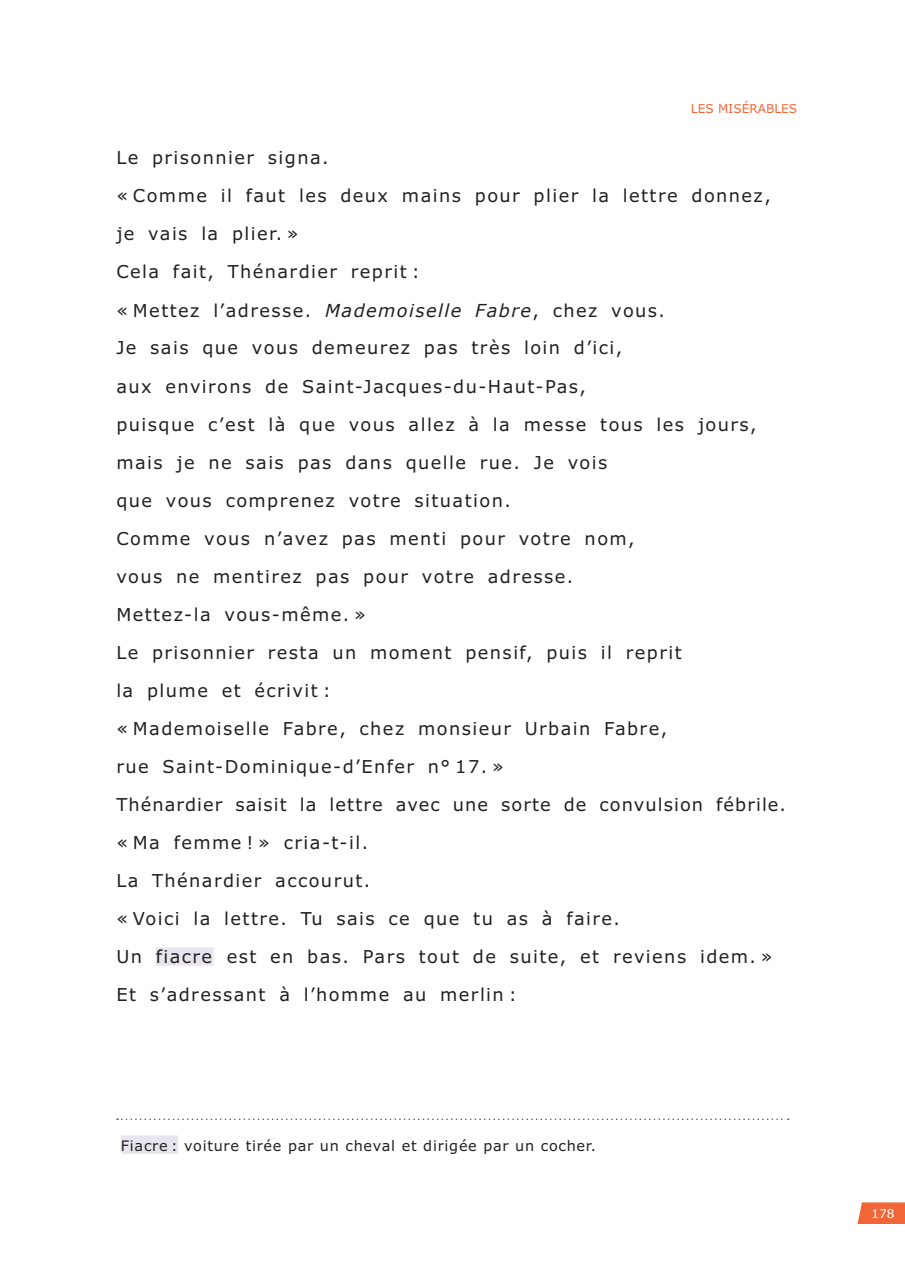 LES MISÉRABLES
Le prisonnier signa.
« Comme il faut les deux mains pour plier la lettre donnez,
je vais la plier. »
Cela fait, Thénardier reprit :
« Mettez l’adresse. Mademoiselle Fabre, chez vous.
Je sais que vous demeurez pas très loin d’ici,
aux environs de Saint-Jacques-du-Haut-Pas,
puisque c’est là que vous allez à la messe tous les jours,
mais je ne sais pas dans quelle rue. Je vois
que vous comprenez votre situation.
Comme vous n’avez pas menti pour votre nom,
vous ne mentirez pas pour votre adresse.
Mettez-la vous-même. »
Le prisonnier resta un moment pensif, puis il reprit
la plume et écrivit :
« Mademoiselle Fabre, chez monsieur Urbain Fabre,
rue Saint-Dominique-d’Enfer n° 17. »
Thénardier saisit la lettre avec une sorte de convulsion fébrile.
« Ma femme ! » cria-t-il.
La Thénardier accourut.
« Voici la lettre. Tu sais ce que tu as à faire.
Un fiacre est en bas. Pars tout de suite, et reviens idem. »
Et s’adressant à l’homme au merlin :
Fiacre : voiture tirée par un cheval et dirigée par un cocher.
178